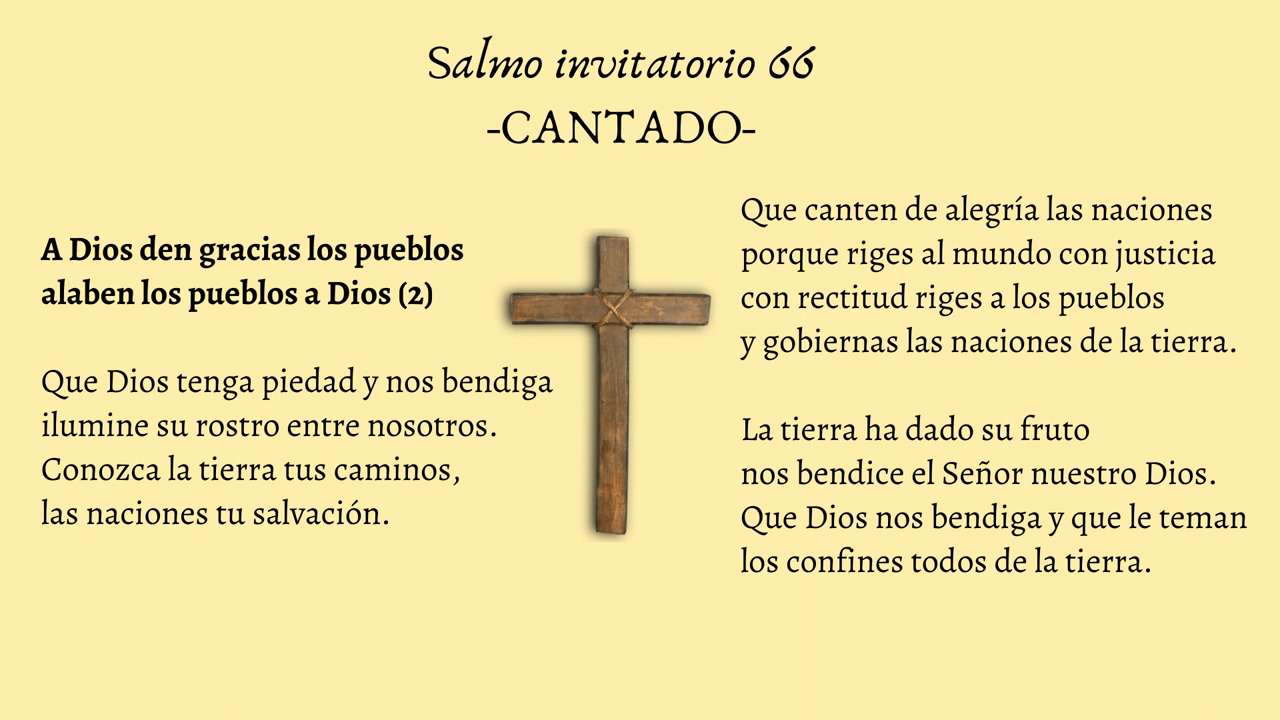 Salmo invitatorio 66
-CANTADO-
A Dios den gracias los pueblos
alaben los pueblos a Dios (2)
Que Dios tenga piedad y nos bendiga
ilumine su rostro entre nosotros.
Conozca la tierra tus caminos,
las naciones tu salvación.
Que canten de alegría las naciones
porque riges al mundo con justicia
con rectitud riges a los pueblos
y gobiernas las naciones de la tierra.
La tierra ha dado su fruto
nos bendice el Señor nuestro Dios.
Que Dios nos bendiga y que le teman
los confines todos de la tierra.